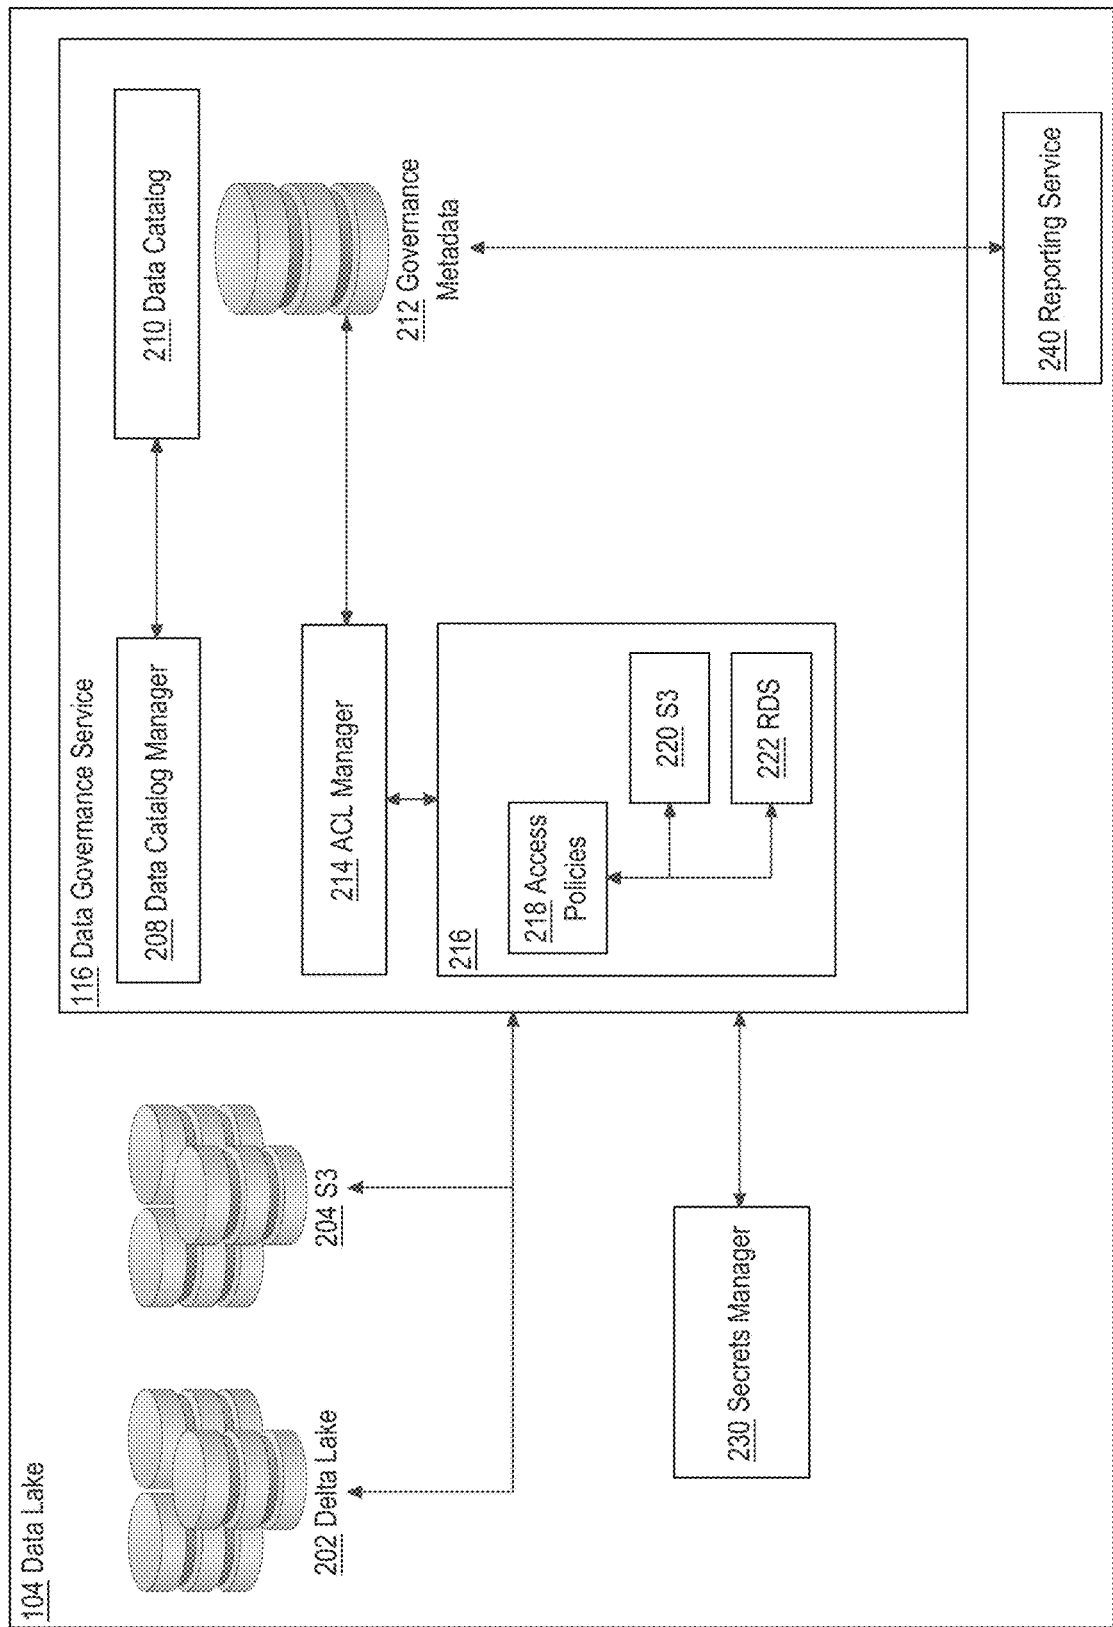 104 Data Lake
116 Data Governance Service
202 Delta Lake
204 S3
208 Data Catalog Manager
210 Data Catalog
212 Governance
Metadata
214 ACL Manager
216
218 Access
Policies
220 S3
222 RDS
230 Secrets Manager
240 Reporting Service